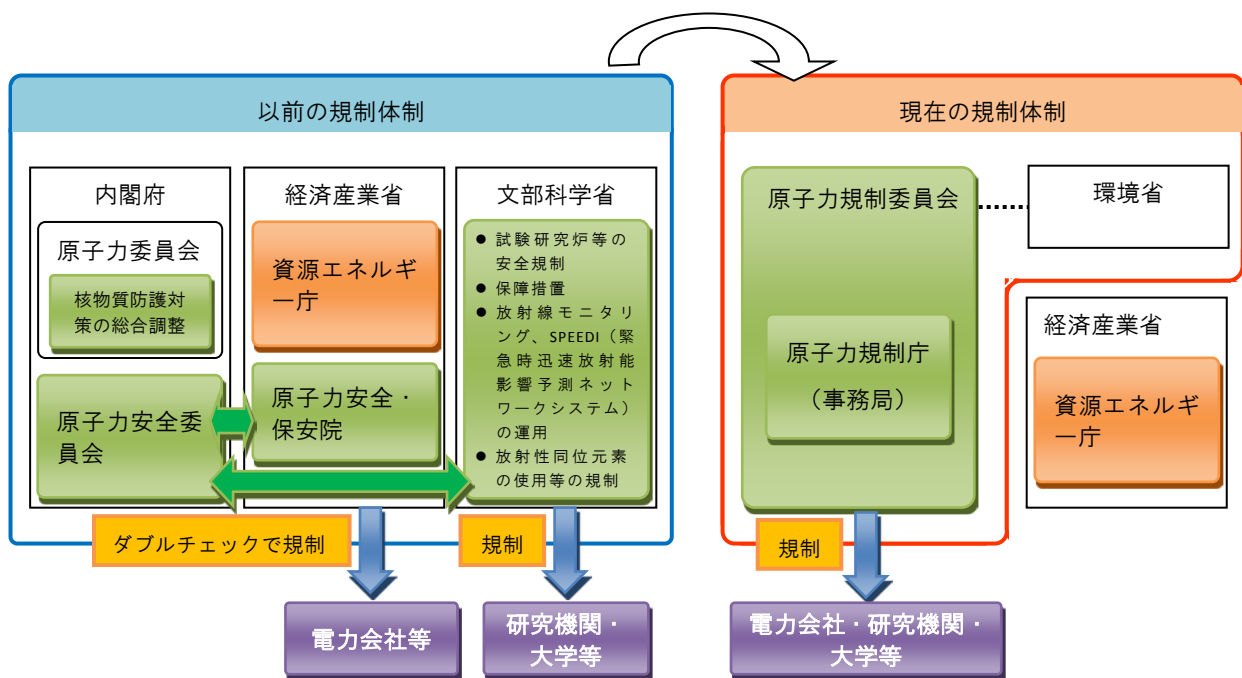 以前の規制体制
内閣府
原子力委員会
核物質防護対
策の総合調整
原子力安全委
員会
経済産業省
資源エネルギ
ー庁
原子力安全・
保安院
文部科学省
● 試験研究炉等の
安全規制
● 保障措置
● 放射線モニタリ
ング、SPEEDI（緊
急時迅速放射能
影響予測ネット
ワークシステム）
の運用
● 放射性同位元素
の使用等の規制
ダブルチェックで規制
規制
電力会社等
研究機関・
大学等
現在の規制体制
原子力規制委員会
原子力規制庁
（事務局）
環境省
経済産業省
資源エネルギ
ー庁
規制
電力会社・研究機関・
大学等